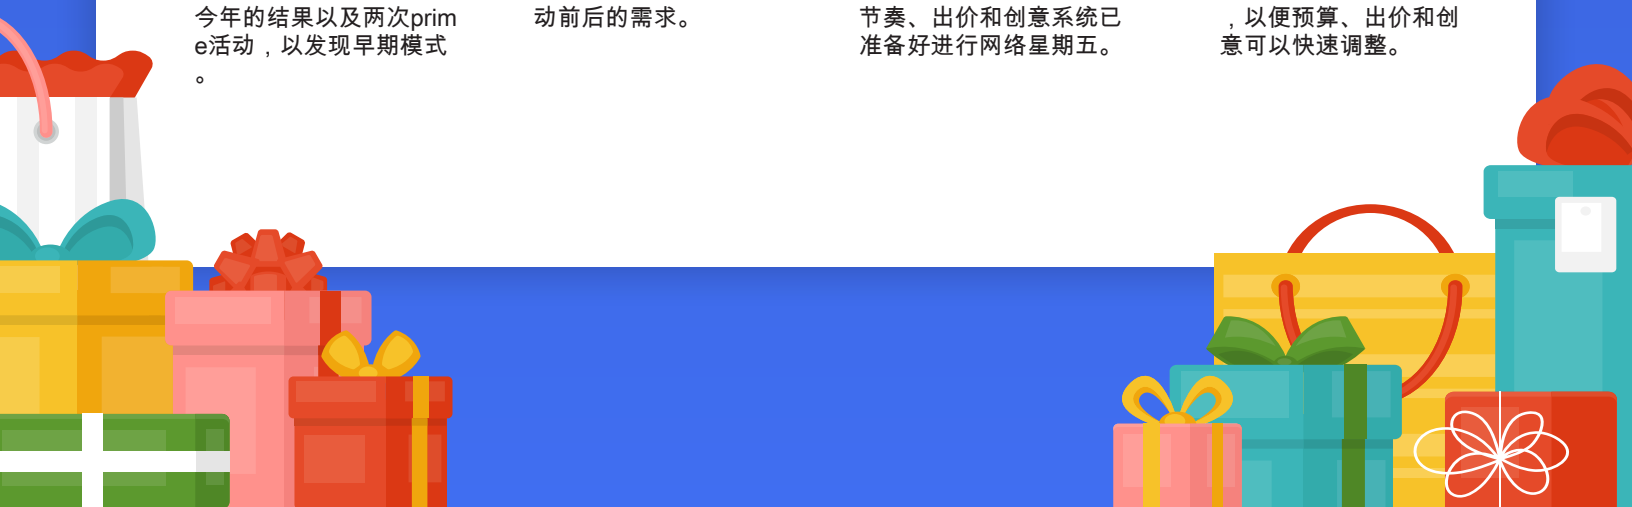 今年的结果以及两次prim
e活动，以发现早期模式
。
动前后的需求。
节奏、出价和创意系统已
准备好进行网络星期五。
，以便预算、出价和创
意可以快速调整。